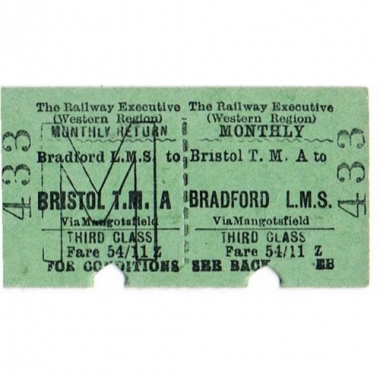 433
The Railway Executive
(Western Region)
MONTHLY RETURN
M
Bradford L.M.S. to
BRISTOL T.M. A
Via Mangotsfield
THIRD CLASS
Fare 54/11 Z
FOR CONDITIONS
The Railway Executive
(Western Region)
MONTHLY
Bristol T. M. A to
BRADFORD L.M.S.
Via Mangotsfield
THIRD CLASS
Fare 54/11 Z
SEE BACK EB
433